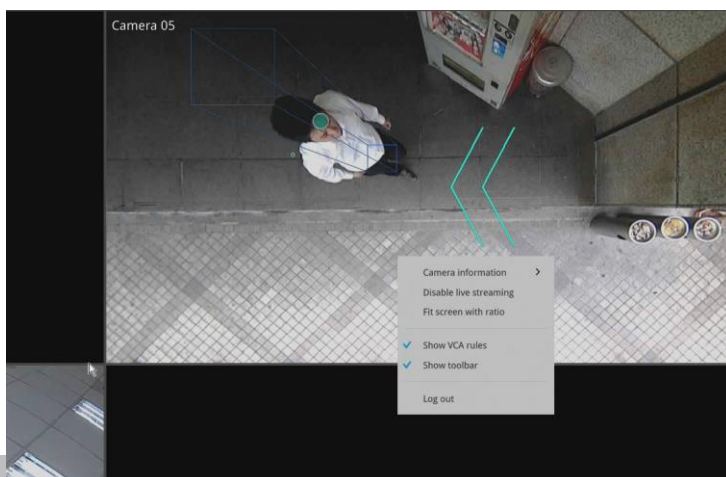 Camera 05
Camera information
Disable live streaming
Fit screen with ratio
Show VCA rules
Show toolbar
Log out